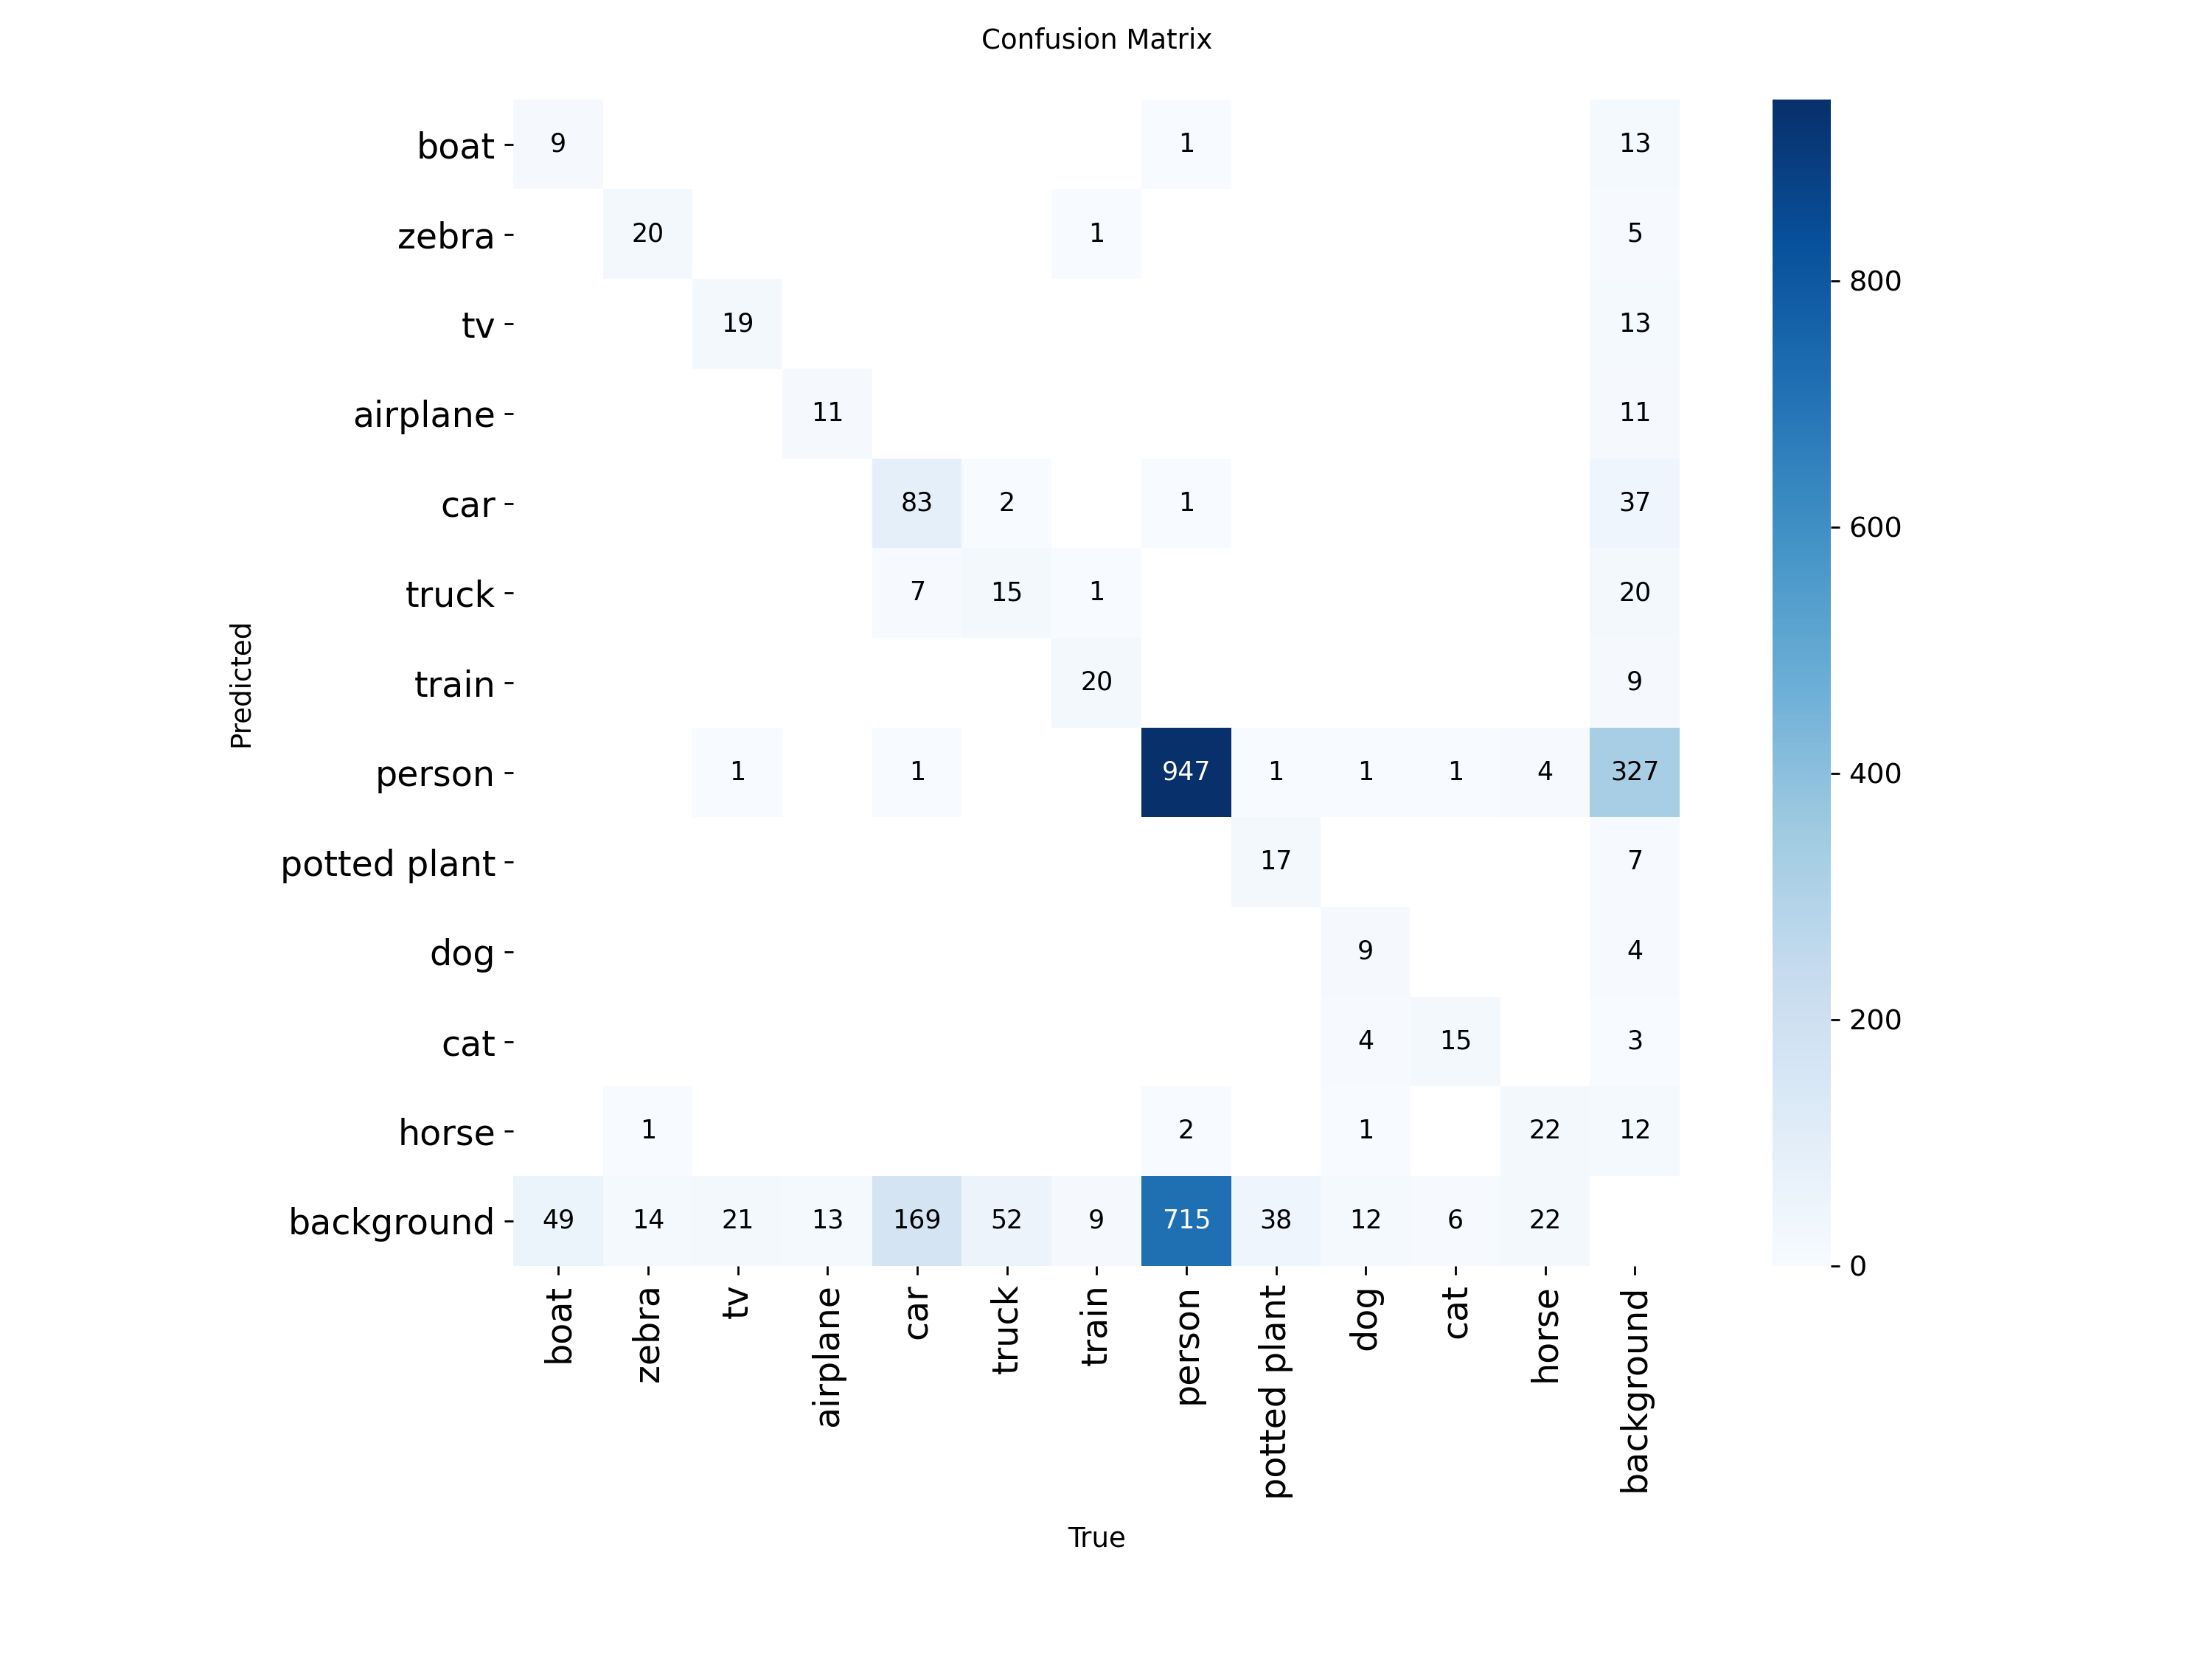 Confusion Matrix
boat 9 1 13
zebra 20 1 5
tv 19 13
airplane 11 11
car 83 2 1 37
truck 7 15 1 20
train 20 9
person 1 1 947 1 1 1 4 327
potted plant 17 7
dog 9 4
cat 4 15 3
horse 1 2 1 22 12
background 49 14 21 13 169 52 9 715 38 12 6 22
boat zebra tv airplane car truck train person potted plant dog cat horse background
Predicted
True
800
600
400
200
0